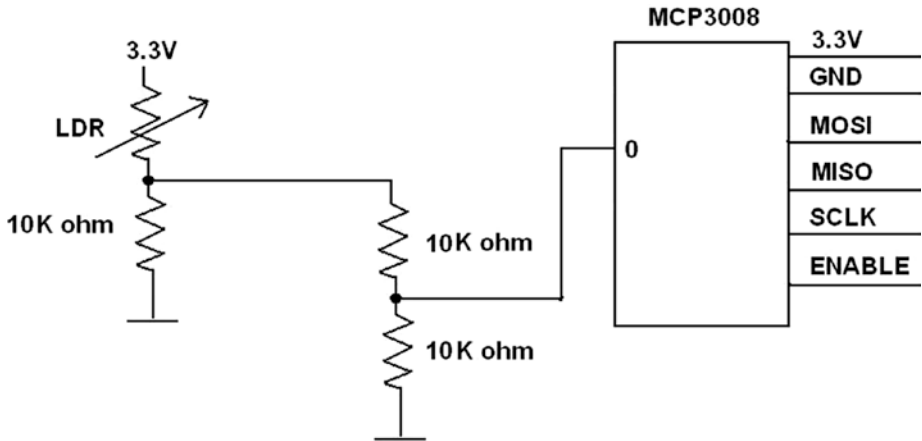 MCP3008
3.3V
3.3V
GND
LDR
MOSI
0
MISO
10K ohm
SCLK
10K ohm
ENABLE
10K ohm